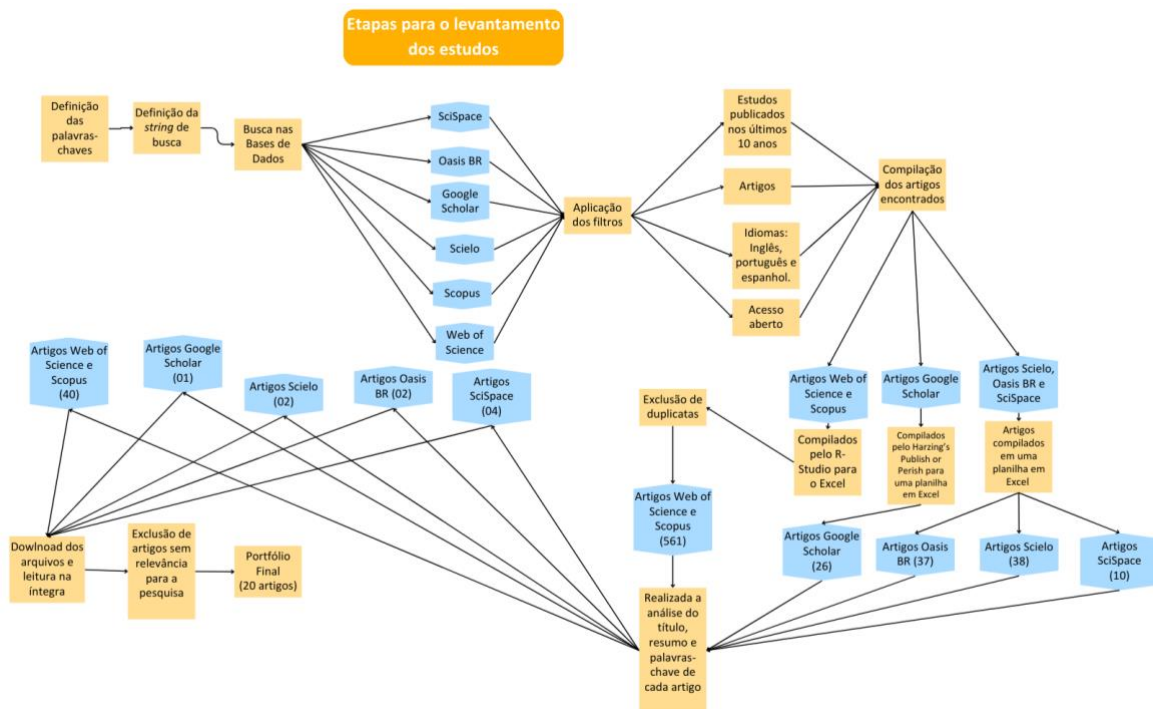 Etapas para o levantamento
dos estudos
Definição
das
palavras-
chaves
Definição da
string de
busca
Busca nas
Bases de
Dados
SciSpace
Oasis BR
Google
Scholar
Scielo
Scopus
Web of
Science
Aplicação
dos filtros
Estudos
publicados
nos últimos
10 anos
Artigos
Idiomas:
Inglês,
português e
espanhol.
Acesso
aberto
Compilação
dos artigos
encontrados
Artigos Web of
Science e
Scopus
Artigos Google
Scholar
Artigos Scielo,
Oasis BR e
SciSpace
Compilados
pelo R-
Studio para
o Excel
Compilados
pelo Harzing's
Publish or
Perish para
uma planilha
em Excel
Artigos
compilados
em uma
planilha em
Excel
Exclusão de
duplicatas
Artigos Web of
Science e
Scopus
(561)
Artigos Google
Scholar
(26)
Artigos Oasis
BR (37)
Artigos Scielo
(38)
Artigos
SciSpace
(10)
Realizada a
análise do
título,
resumo e
palavras-
chave de
cada artigo
Artigos Web of
Science e
Scopus
(40)
Artigos Google
Scholar
(01)
Artigos Scielo
(02)
Artigos Oasis
BR (02)
Artigos
SciSpace
(04)
Dowlnoad dos
arquivos e
leitura na
íntegra
Exclusão de
artigos sem
relevância
para a
pesquisa
Portfólio
Final
(20 artigos)